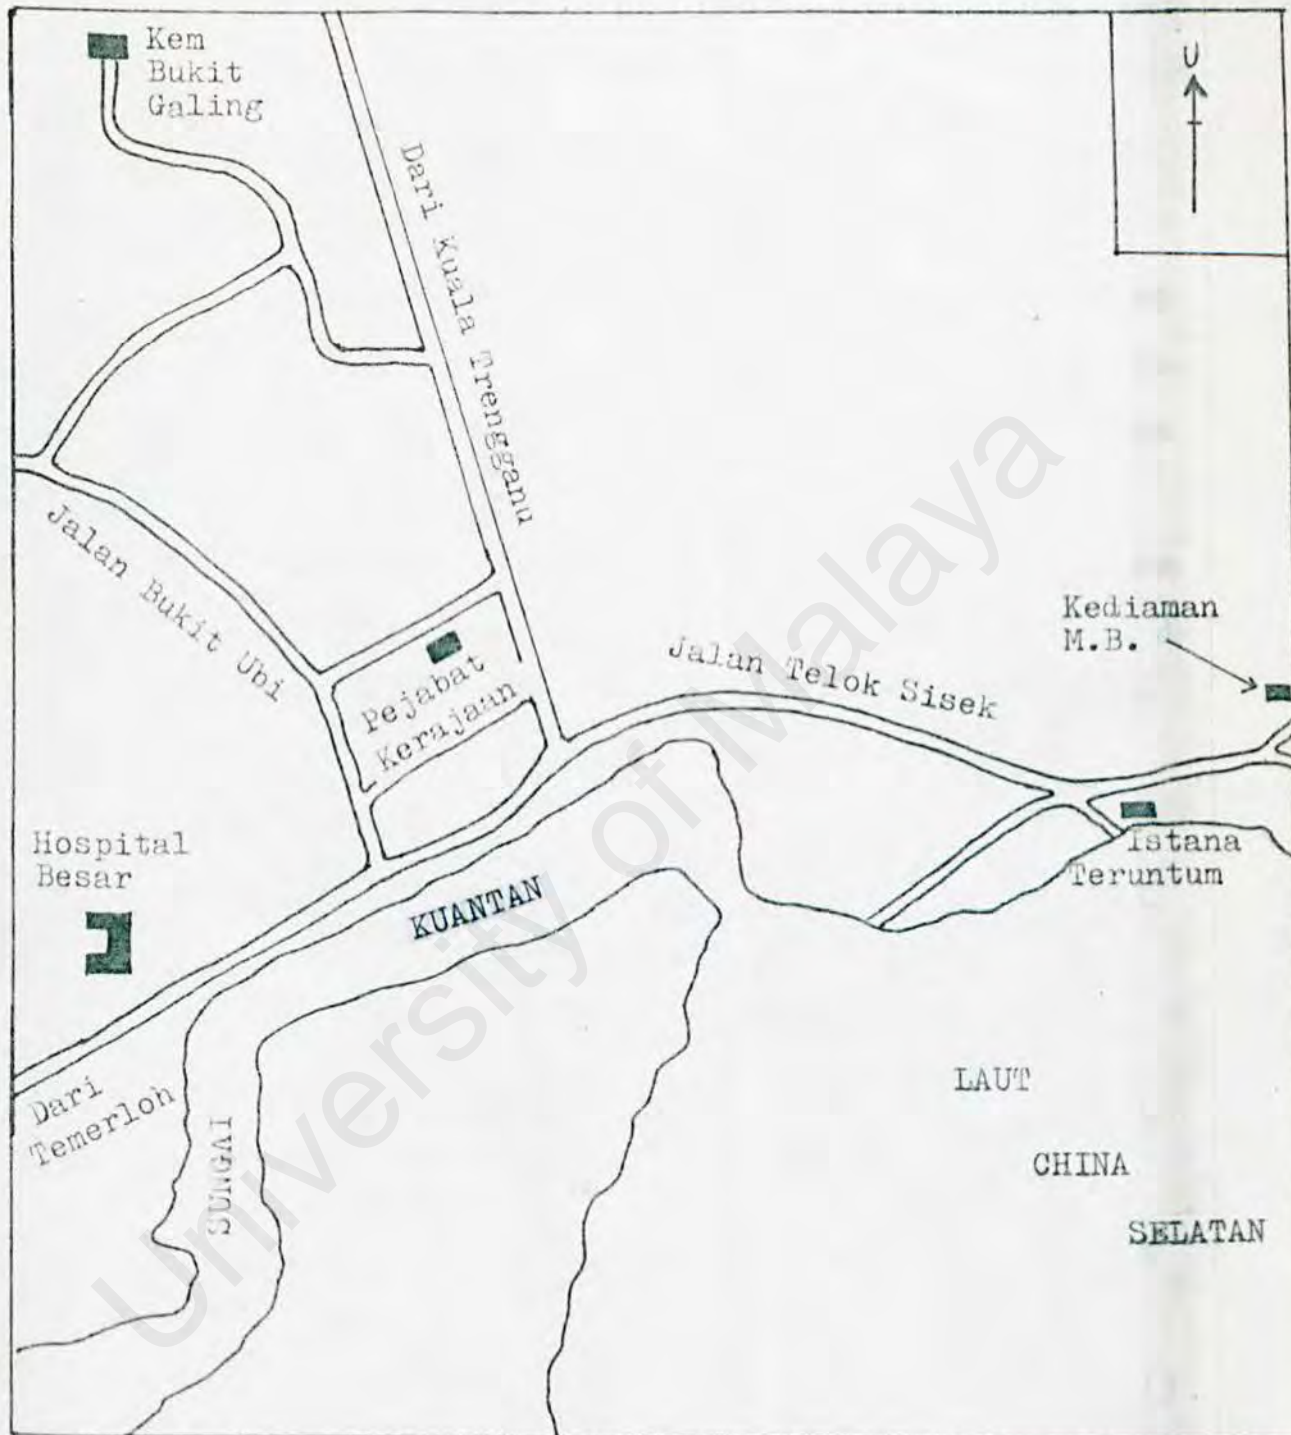 Kem
Bukit
Galing
U
Dari Kuala Trengganu
Jalan Bukit Ubi
Pejabat
Kerajaan
Jalan Telok Sisek
Kediaman
M.B.
Istana
Teruntum
Hospital
Besar
KUANTAN
SUNGAI
Dari
Temerloh
LAUT
CHINA
SELATAN
University of Malaya